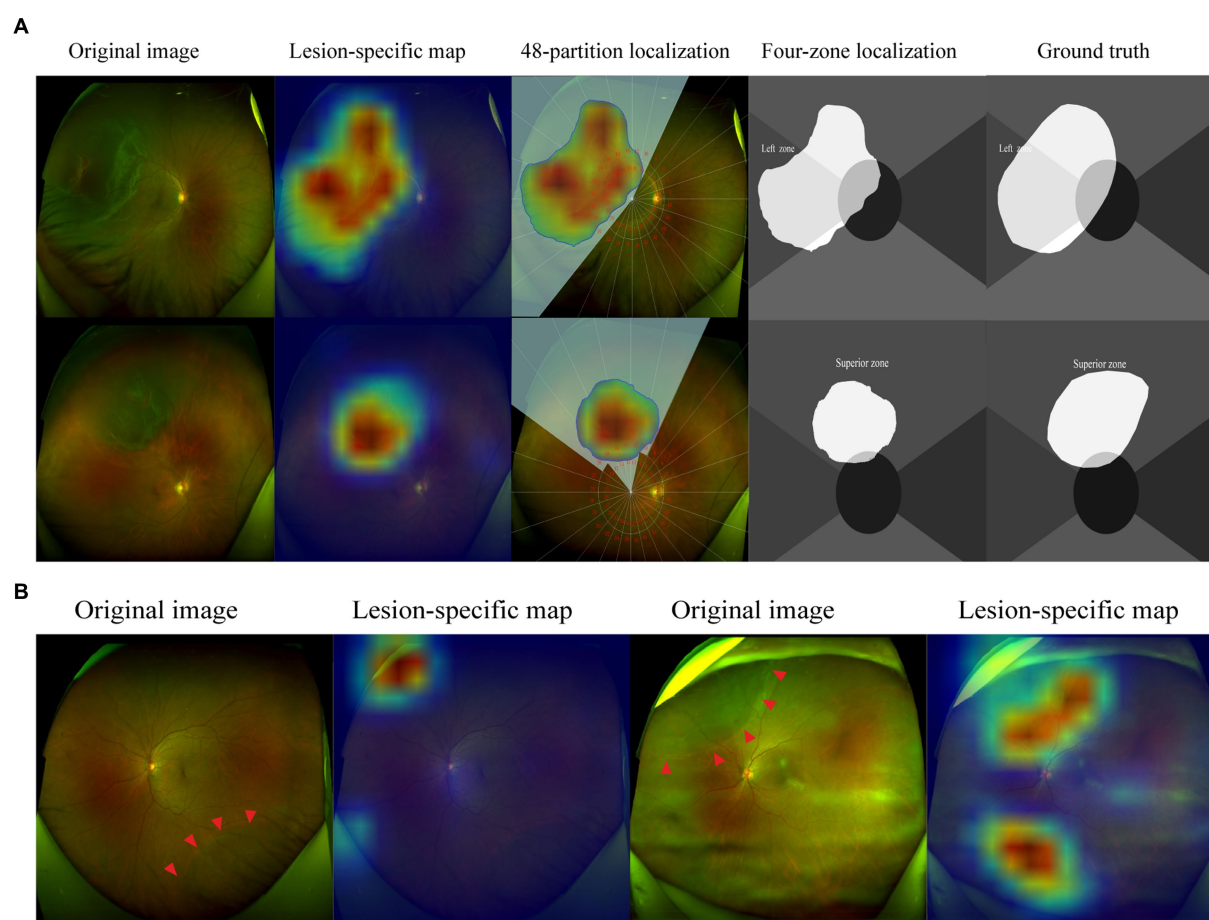 A
Original image Lesion-specific map 48-partition localization Four-zone localization Ground truth
Left zone Left zone
Superior zone Superior zone
B
Original image Lesion-specific map Original image Lesion-specific map